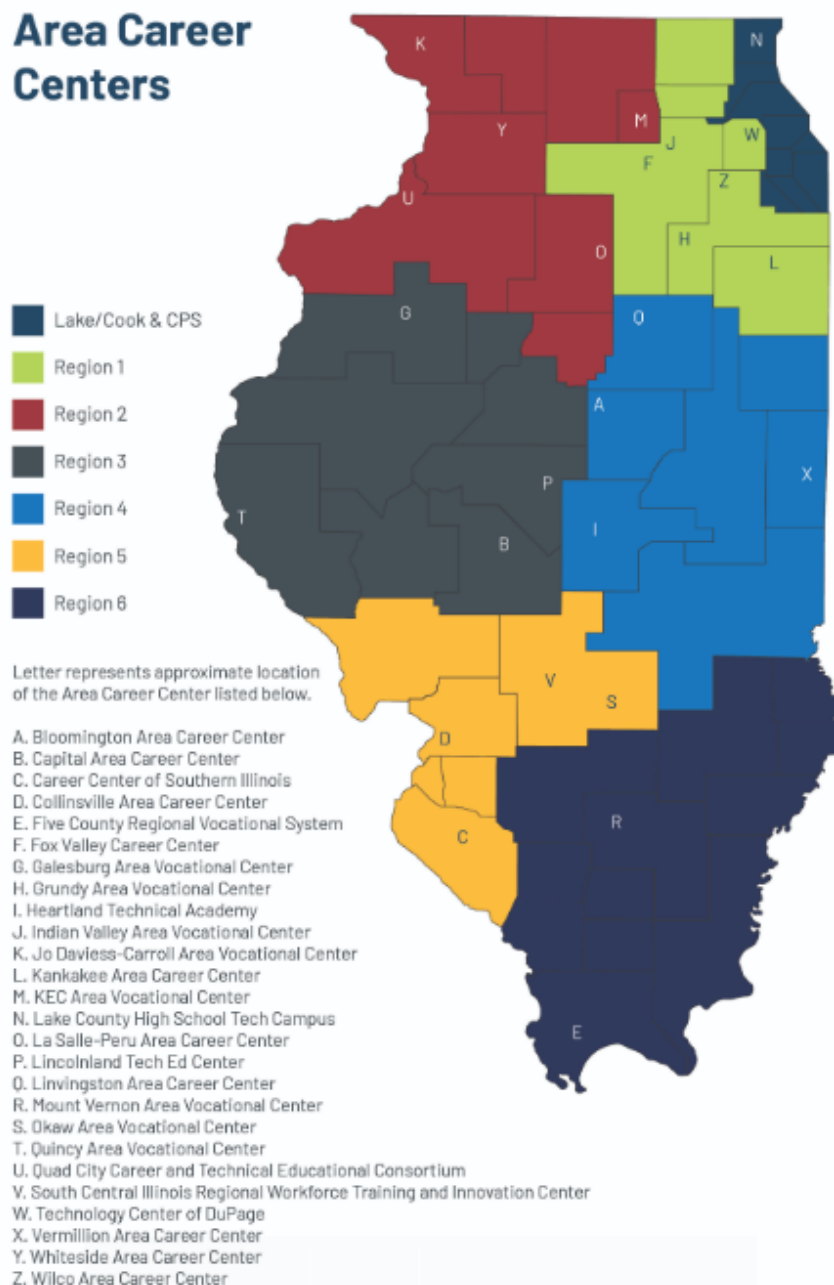 Area Career
Centers
K
N
M
Y
J
W
F
Z
U
O
H
L
G
Q
A
P
X
T
B
I
V
S
D
R
C
E
Lake/Cook & CPS
Region 1
Region 2
Region 3
Region 4
Region 5
Region 6
Letter represents approximate location
of the Area Career Center listed below.
A. Bloomington Area Career Center
B. Capital Area Career Center
C. Career Center of Southern Illinois
D. Collinsville Area Career Center
E. Five County Regional Vocational System
F. Fox Valley Career Center
G. Galesburg Area Vocational Center
H. Grundy Area Vocational Center
I. Heartland Technical Academy
J. Indian Valley Area Vocational Center
K. Jo Daviess-Carroll Area Vocational Center
L. Kankakee Area Career Center
M. KEC Area Vocational Center
N. Lake County High School Tech Campus
O. La Salle-Peru Area Career Center
P. Lincolnland Tech Ed Center
Q. Linvingston Area Career Center
R. Mount Vernon Area Vocational Center
S. Okaw Area Vocational Center
T. Quincy Area Vocational Center
U. Quad City Career and Technical Educational Consortium
V. South Central Illinois Regional Workforce Training and Innovation Center
W. Technology Center of DuPage
X. Vermillion Area Career Center
Y. Whiteside Area Career Center
Z. Wilco Area Career Center